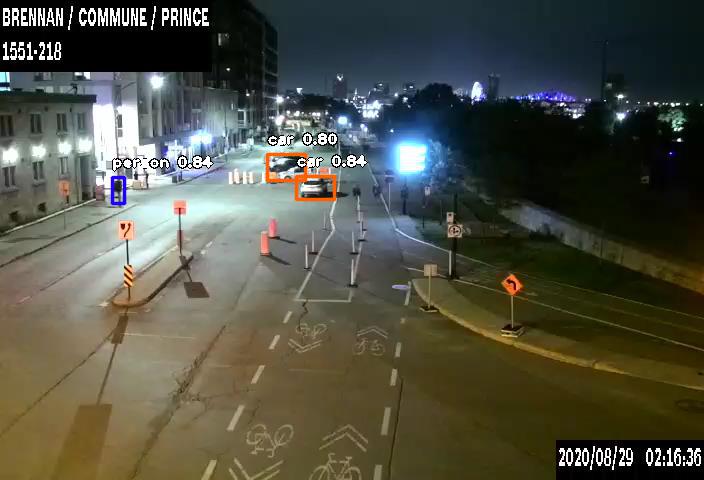 BRENNAN / COMMUNE / PRINCE
1551-218
car 0.80
person 0.84
car 0.84
2020/08/29 02:16:36